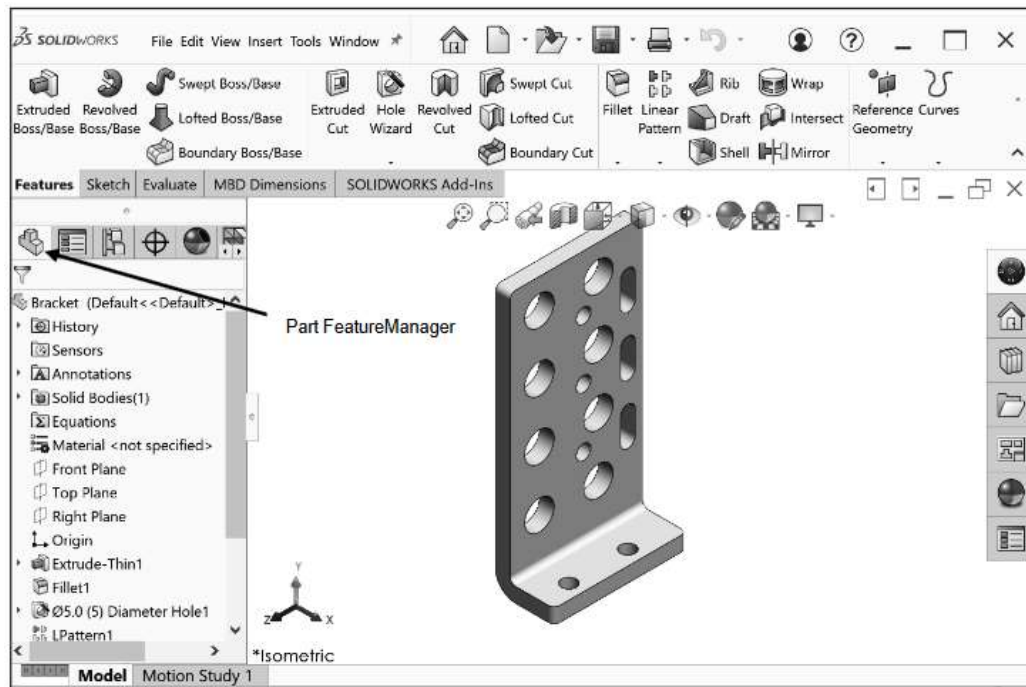 SOLIDWORKS File Edit View Insert Tools Window
Extruded Boss/Base
Revolved Boss/Base
Swept Boss/Base
Lofted Boss/Base
Boundary Boss/Base
Extruded Cut
Hole Wizard
Revolved Cut
Swept Cut
Lofted Cut
Boundary Cut
Fillet
Linear Pattern
Rib
Draft
Shell
Wrap
Intersect
Mirror
Reference Geometry
Curves
Features Sketch Evaluate MBD Dimensions SOLIDWORKS Add-Ins
Bracket (Default<<Default>_
History
Sensors
Annotations
Solid Bodies(1)
Equations
Material <not specified>
Front Plane
Top Plane
Right Plane
Origin
Extrude-Thin1
Fillet1
Ø5.0 (5) Diameter Hole1
LPattern1
Part FeatureManager
Y
Z
X
*Isometric
Model Motion Study 1